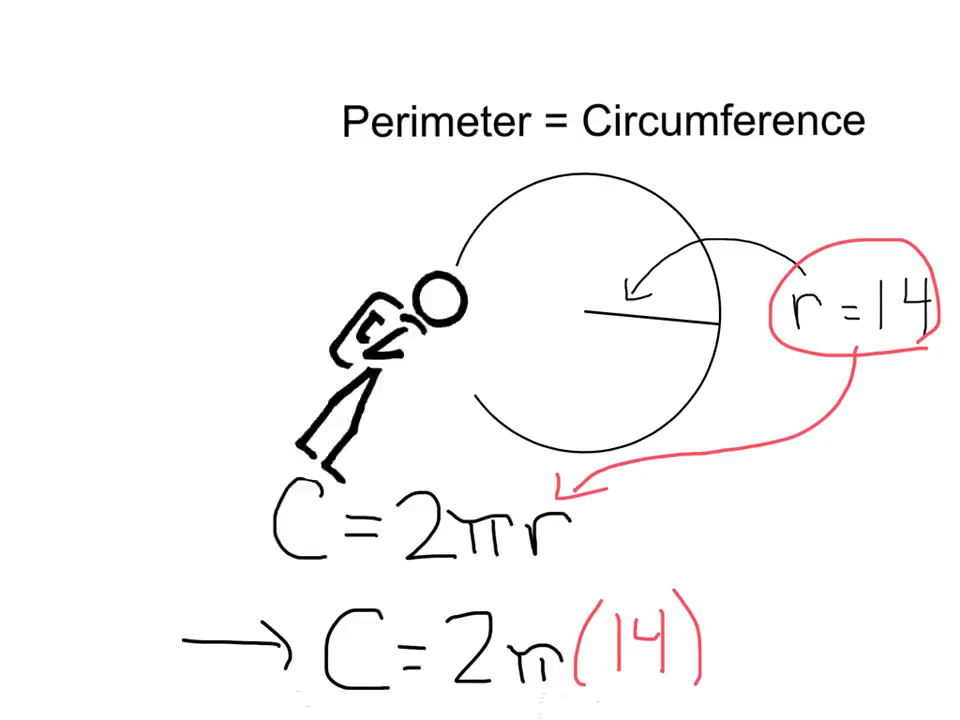 Perimeter = Circumference
r = 14
C = 2πr
→ C = 2π(14)